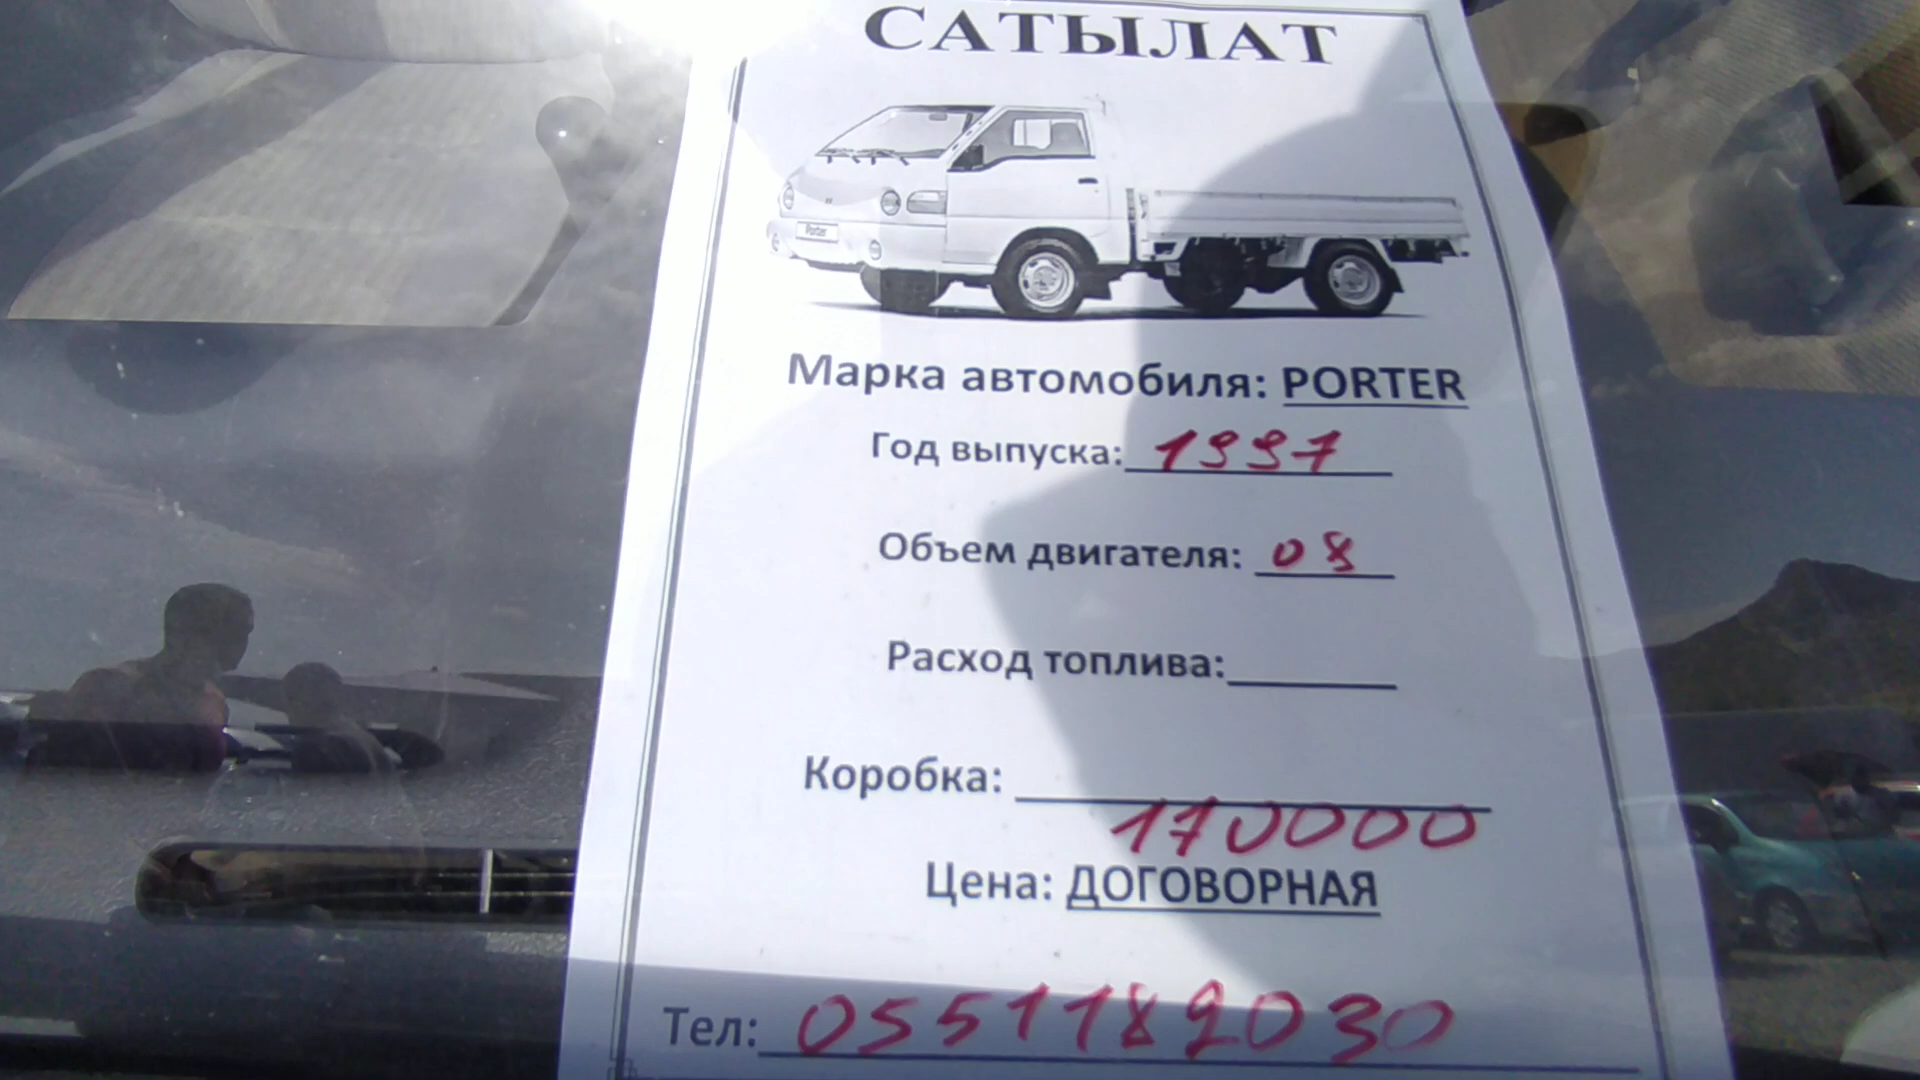 САТЫЛАТ
Porter
Марка автомобиля: PORTER
Год выпуска: 1997
Объем двигателя: 08
Расход топлива:
Коробка:
170000
Цена: ДОГОВОРНАЯ
Тел: 0551182030